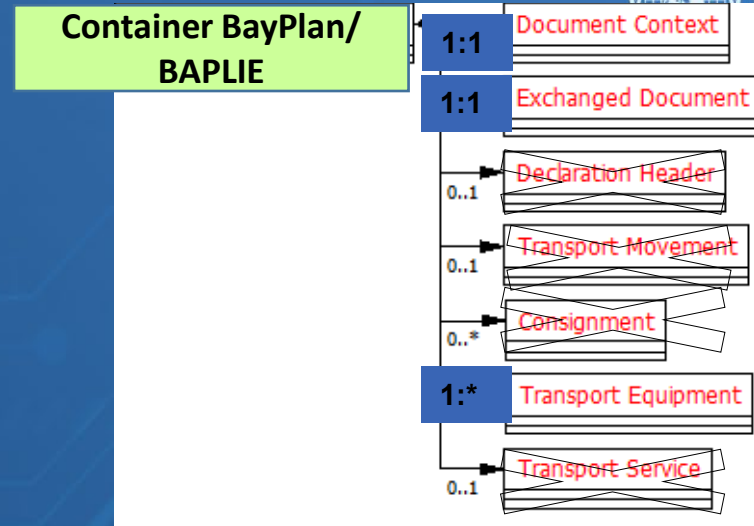 Container BayPlan/
BAPLIE
1:1
Document Context
1:1
Exchanged Document
Declaration Header
0..1
Transport Movement
0..1
Consignment
0..*
1:*
Transport Equipment
Transport Service
0..1